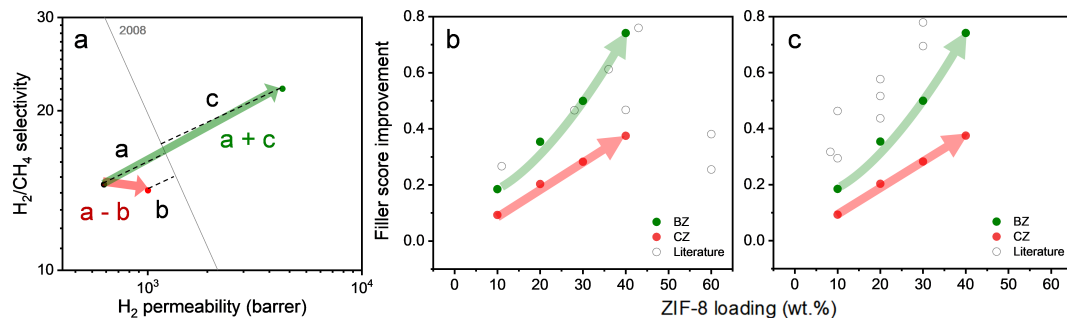 a
2008
30
20
10
H₂/CH₄ selectivity
a
c
a + c
a - b
b
10³
10⁴
H₂ permeability (barrer)
b
0.8
0.6
0.4
0.2
0.0
Filler score improvement
BZ
CZ
Literature
0 10 20 30 40 50 60
c
0.8
0.6
0.4
0.2
0.0
BZ
CZ
Literature
0 10 20 30 40 50 60
ZIF-8 loading (wt.%)